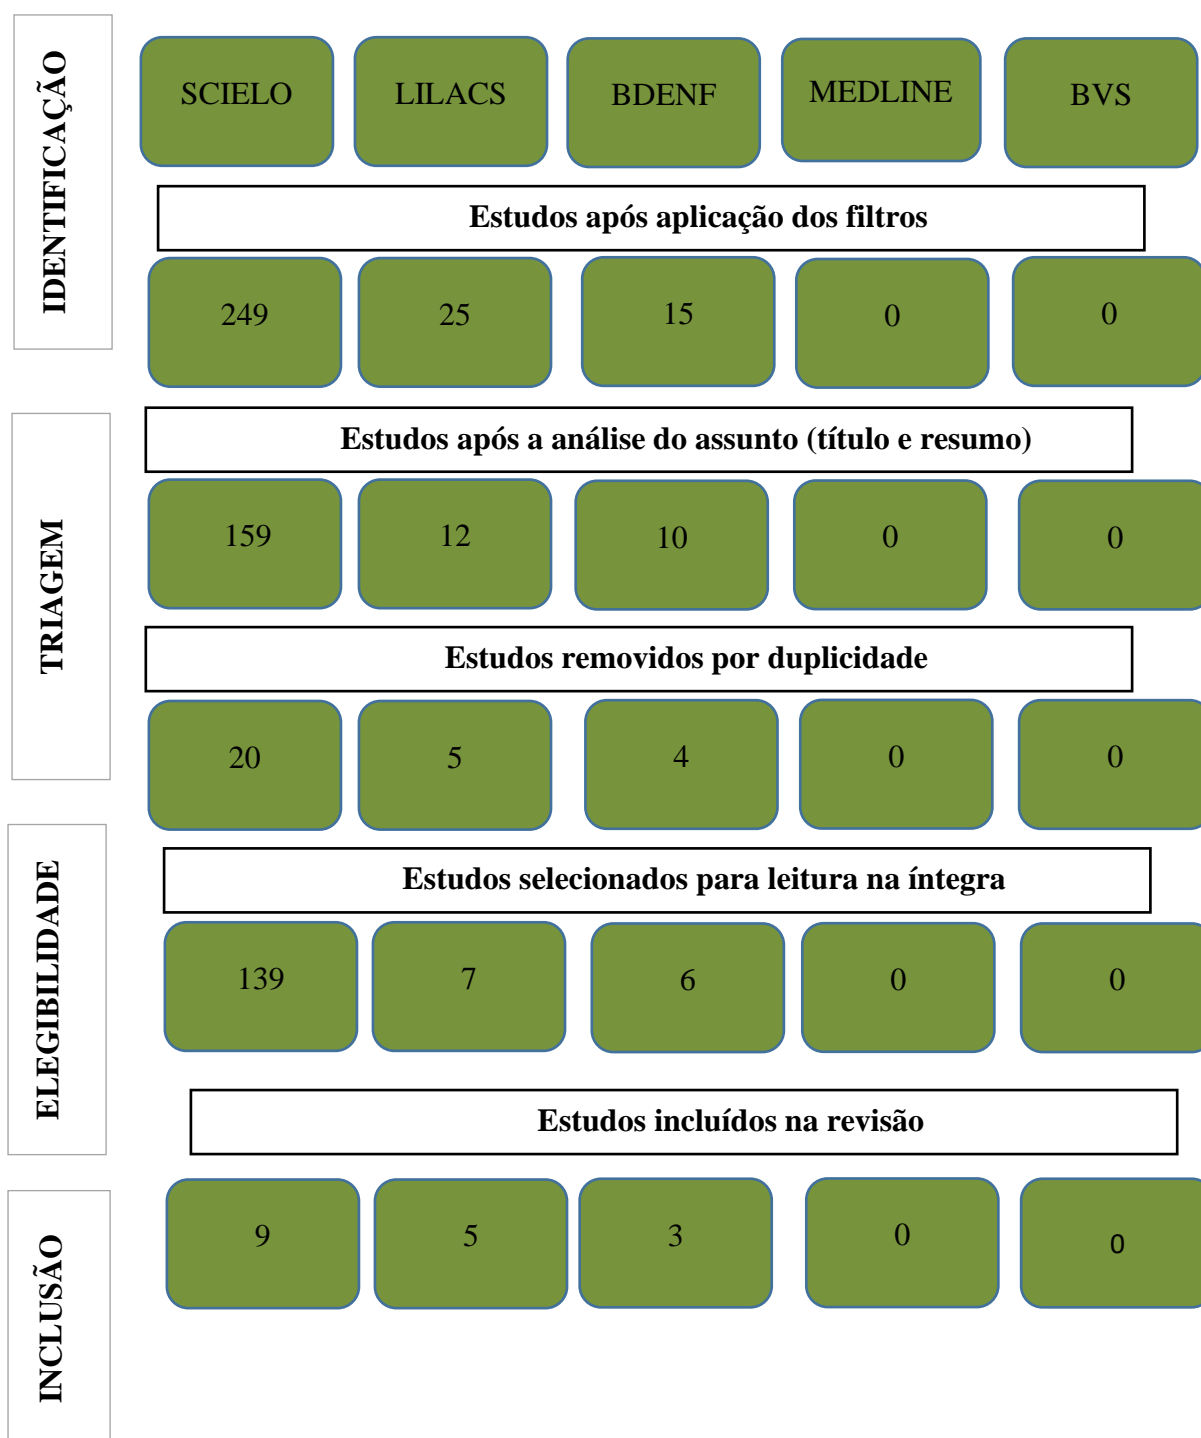 IDENTIFICAÇÃO
SCIELO LILACS BDENF MEDLINE BVS
Estudos após aplicação dos filtros
249 25 15 0 0
TRIAGEM
Estudos após a análise do assunto (título e resumo)
159 12 10 0 0
Estudos removidos por duplicidade
20 5 4 0 0
ELEGIBILIDADE
Estudos selecionados para leitura na íntegra
139 7 6 0 0
Estudos incluídos na revisão
INCLUSÃO
9 5 3 0 0